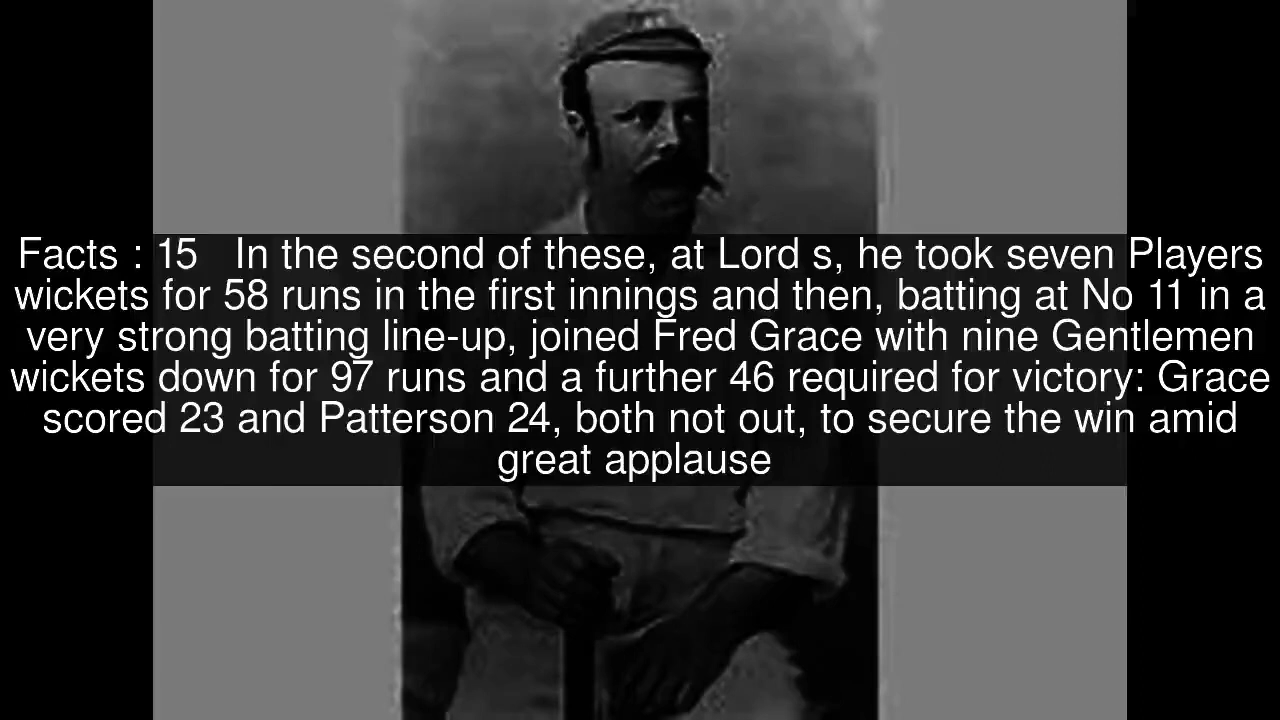 Facts : 15   In the second of these, at Lord s, he took seven Players
wickets for 58 runs in the first innings and then, batting at No 11 in a
very strong batting line-up, joined Fred Grace with nine Gentlemen
wickets down for 97 runs and a further 46 required for victory: Grace
scored 23 and Patterson 24, both not out, to secure the win amid
great applause